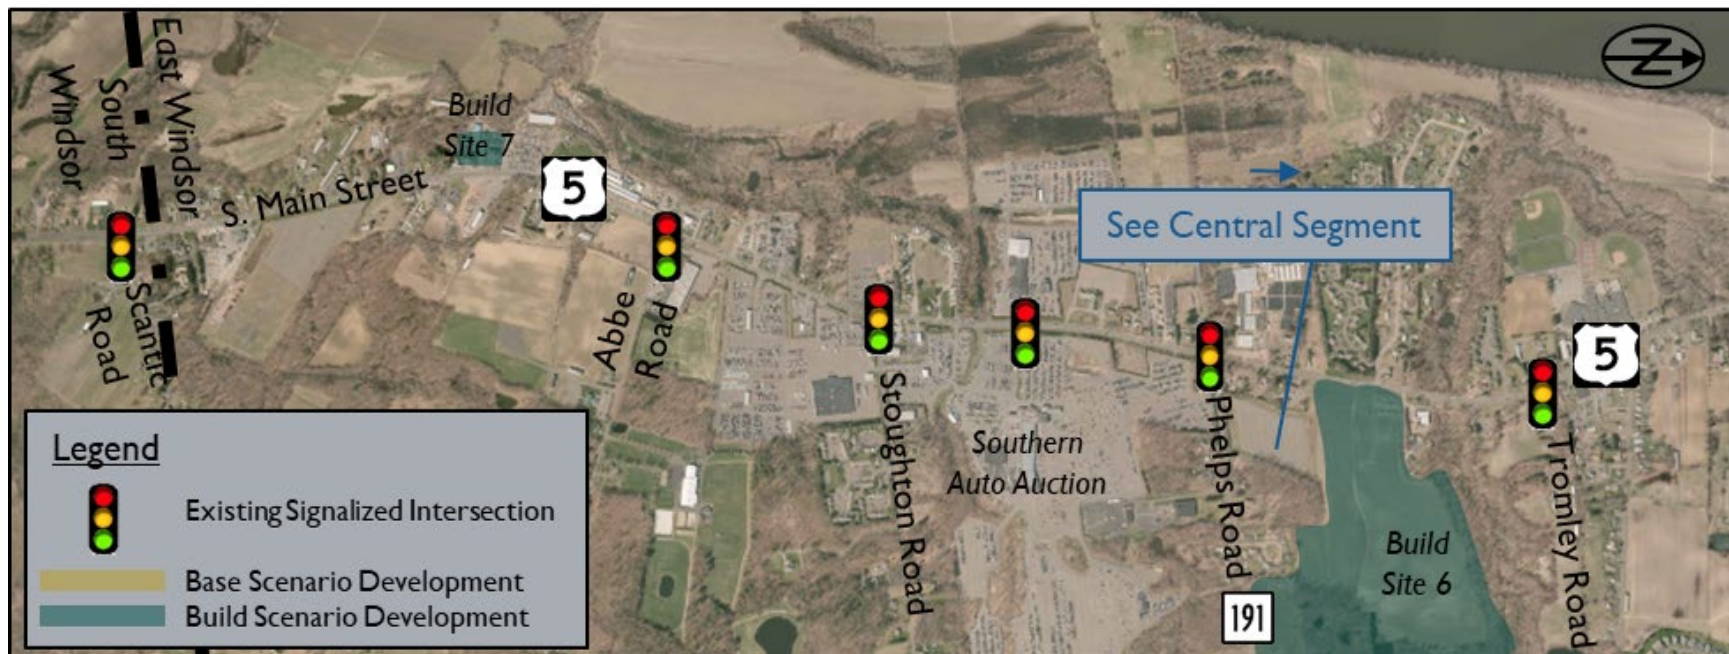 East Windsor
South
Windsor
Scantic
Road
S. Main Street
Build
Site 7
5
Abbe
Road
Stoughton Road
Southern
Auto Auction
See Central Segment
Phelps Road
191
Build
Site 6
5
Tromley Road
N
Legend
Existing Signalized Intersection
Base Scenario Development
Build Scenario Development